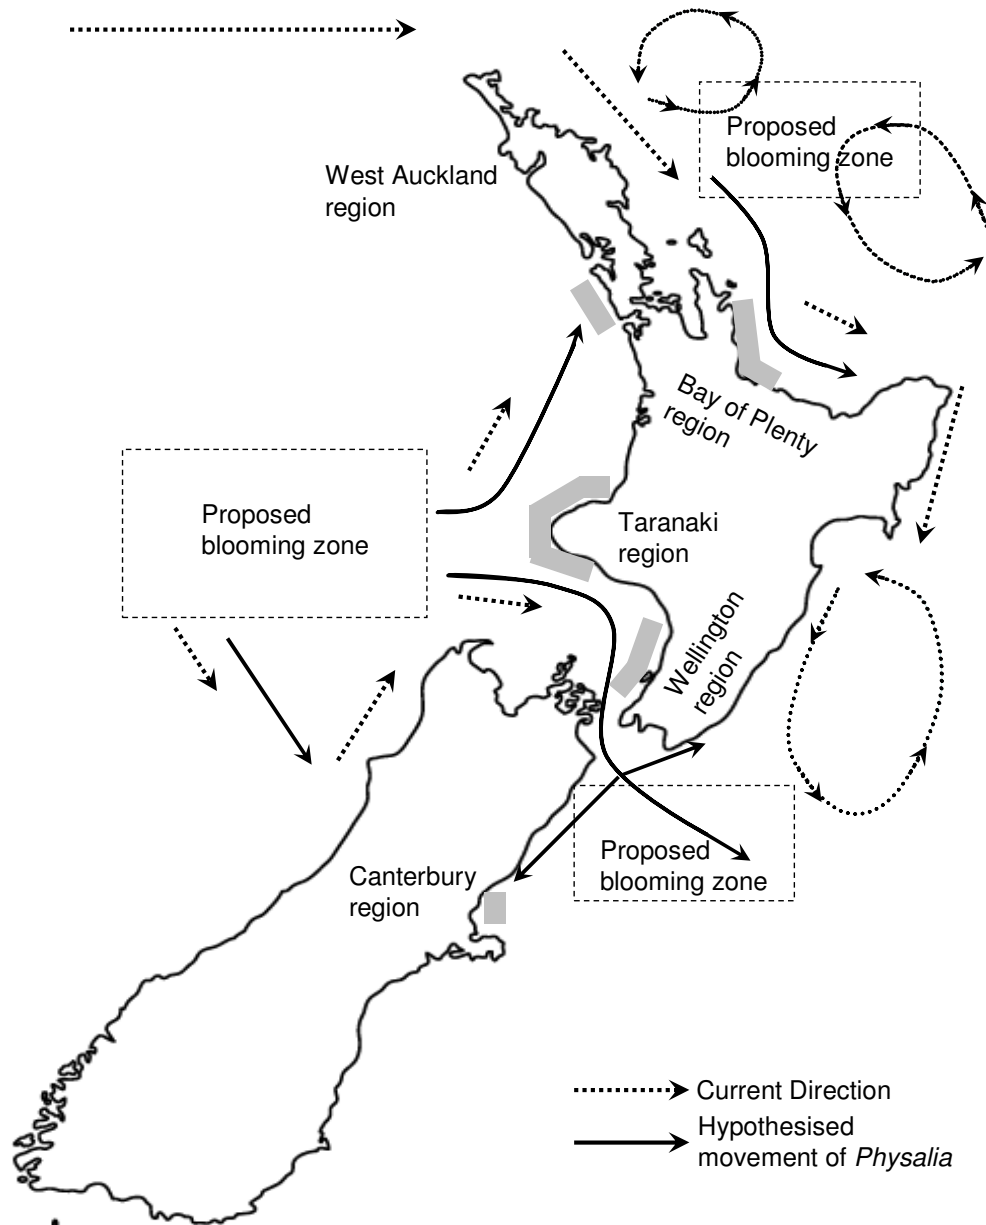 Proposed
blooming zone
West Auckland
region
Bay of Plenty
region
Proposed
blooming zone
Taranaki
region
Wellington
region
Proposed
blooming zone
Canterbury
region
Current Direction
Hypothesised
movement of Physalia